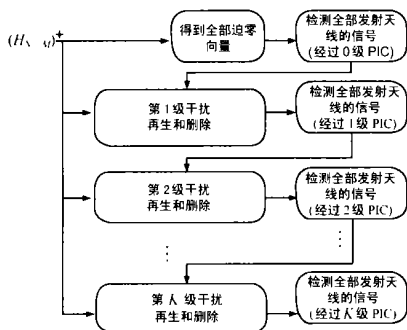 得到全部迫零
向量
检测全部发射天
线的信号
(经过0级PIC)
第1级干扰
再生和删除
检测全部发射天
线的信号
(经过1级PIC)
第2级干扰
再生和删除
检测全部发射天
线的信号
(经过2级PIC)
⋮
⋮
级干扰
再生和删除
检测全部发射天
线的信号
(经过K级PIC)